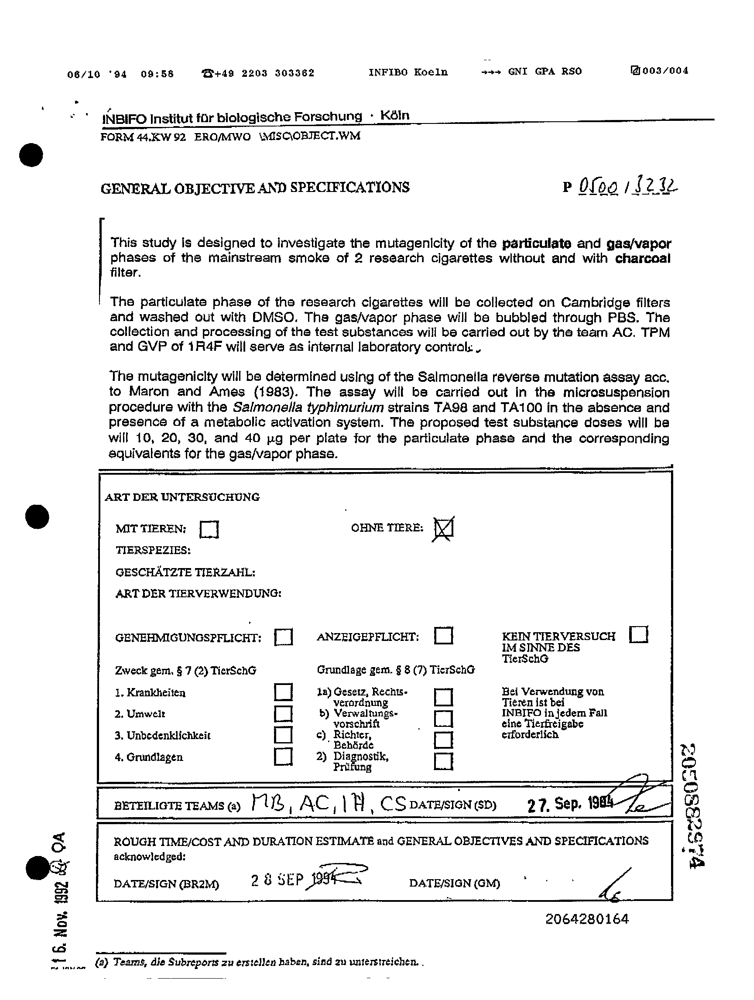 06/10 '94 09:58 ☎+49 2203 303362 INFIBO Koeln →→→ GNI GPA RSO 003/004
INBIFO Institut für biologische Forschung · Köln
FORM 44.KW 92 ERO/MWO \MISC\OBJECT.WM
GENERAL OBJECTIVE AND SPECIFICATIONS P 0500 / 3232
This study is designed to investigate the mutagenicity of the particulate and gas/vapor
phases of the mainstream smoke of 2 research cigarettes without and with charcoal
filter.
The particulate phase of the research cigarettes will be collected on Cambridge filters
and washed out with DMSO. The gas/vapor phase will be bubbled through PBS. The
collection and processing of the test substances will be carried out by the team AC. TPM
and GVP of 1R4F will serve as internal laboratory controls.
The mutagenicity will be determined using of the Salmonella reverse mutation assay acc.
to Maron and Ames (1983). The assay will be carried out in the microsuspension
procedure with the Salmonella typhimurium strains TA98 and TA100 in the absence and
presence of a metabolic activation system. The proposed test substance doses will be
will 10, 20, 30, and 40 µg per plate for the particulate phase and the corresponding
equivalents for the gas/vapor phase.
ART DER UNTERSUCHUNG
MIT TIEREN: OHNE TIERE:
TIERSPEZIES:
GESCHÄTZTE TIERZAHL:
ART DER TIERVERWENDUNG:
GENEHMIGUNGSPFLICHT: ANZEIGEPFLICHT: KEIN TIERVERSUCH
IM SINNE DES
TierSchG
Zweck gem. § 7 (2) TierSchG Grundlage gem. § 8 (7) TierSchG
1. Krankheiten 1a) Gesetz, Rechts-
verordnung
2. Umwelt b) Verwaltungs-
vorschrift
3. Unbedenklichkeit c) Richter,
Behörde
4. Grundlagen 2) Diagnostik,
Prüfung
Bei Verwendung von
Tieren ist bei
INBIFO in jedem Fall
eine Tierfreigabe
erforderlich
BETEILIGTE TEAMS (a) MB, AC, IN, CS DATE/SIGN (SD) 27. Sep. 1994
ROUGH TIME/COST AND DURATION ESTIMATE and GENERAL OBJECTIVES AND SPECIFICATIONS
acknowledged:
DATE/SIGN (BR2M) 28 SEP 1994 DATE/SIGN (GM)
2064280164
(a) Teams, die Subreports zu erstellen haben, sind zu unterstreichen.
2050882974
16. Nov. 1992 QA